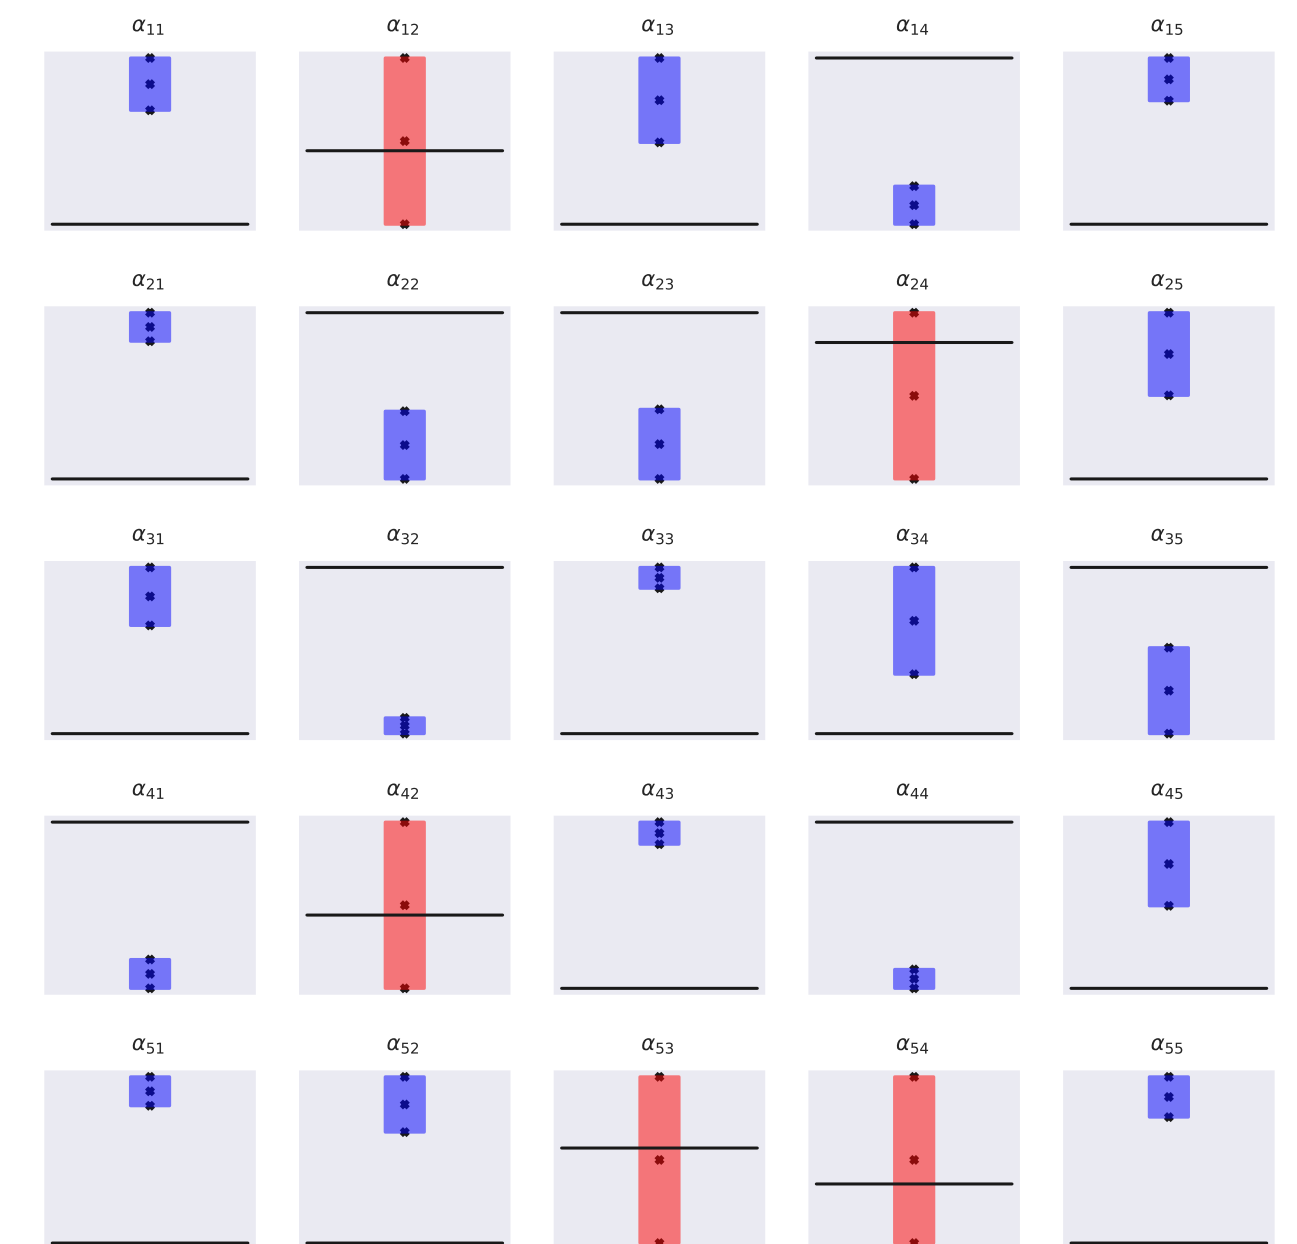 α₁₁ α₁₂ α₁₃ α₁₄ α₁₅
α₂₁ α₂₂ α₂₃ α₂₄ α₂₅
α₃₁ α₃₂ α₃₃ α₃₄ α₃₅
α₄₁ α₄₂ α₄₃ α₄₄ α₄₅
α₅₁ α₅₂ α₅₃ α₅₄ α₅₅